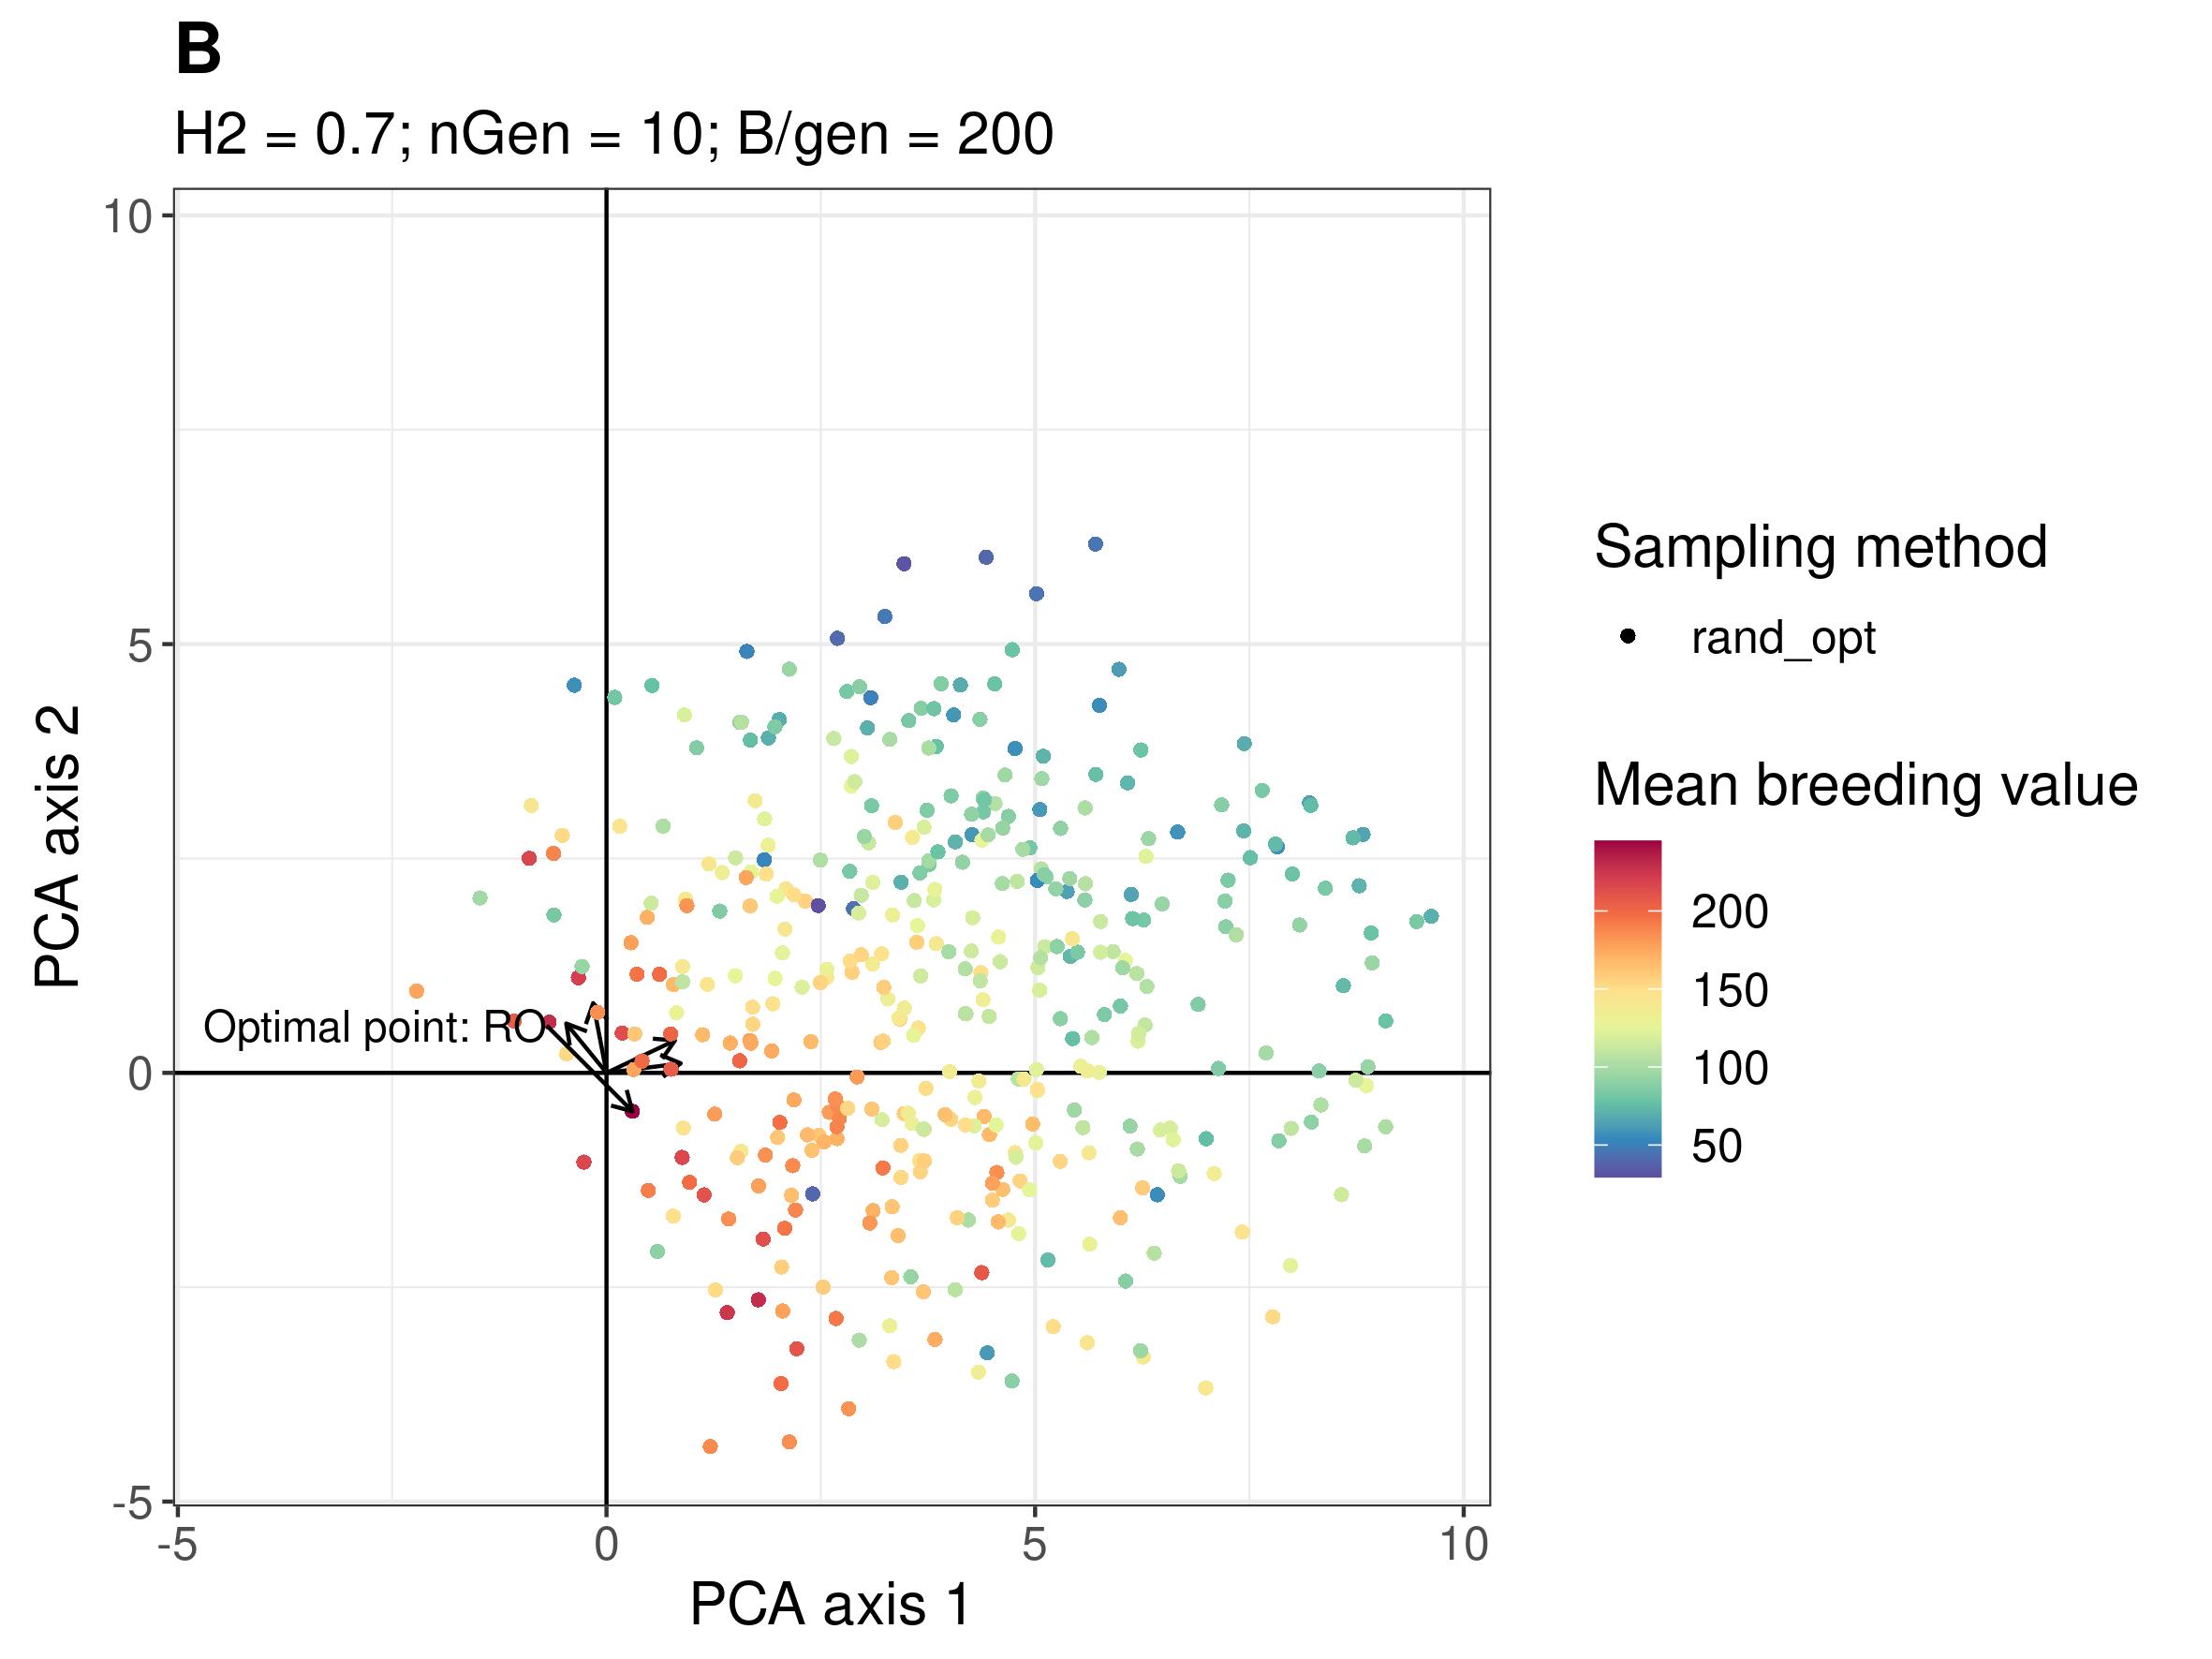 B
H2 = 0.7; nGen = 10; B/gen = 200
10
5
0
-5
PCA axis 2
Optimal point: RO
-5
0
5
10
PCA axis 1
Sampling method
rand_opt
Mean breeding value
200
150
100
50